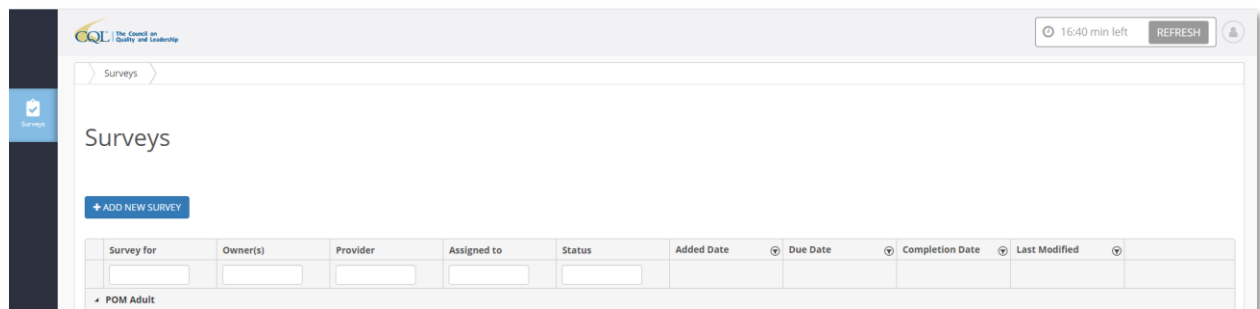 CQL The Council on
Quality and Leadership
16:40 min left REFRESH
Surveys
Surveys
Surveys
+ ADD NEW SURVEY
Survey for Owner(s) Provider Assigned to Status Added Date Due Date Completion Date Last Modified
POM Adult